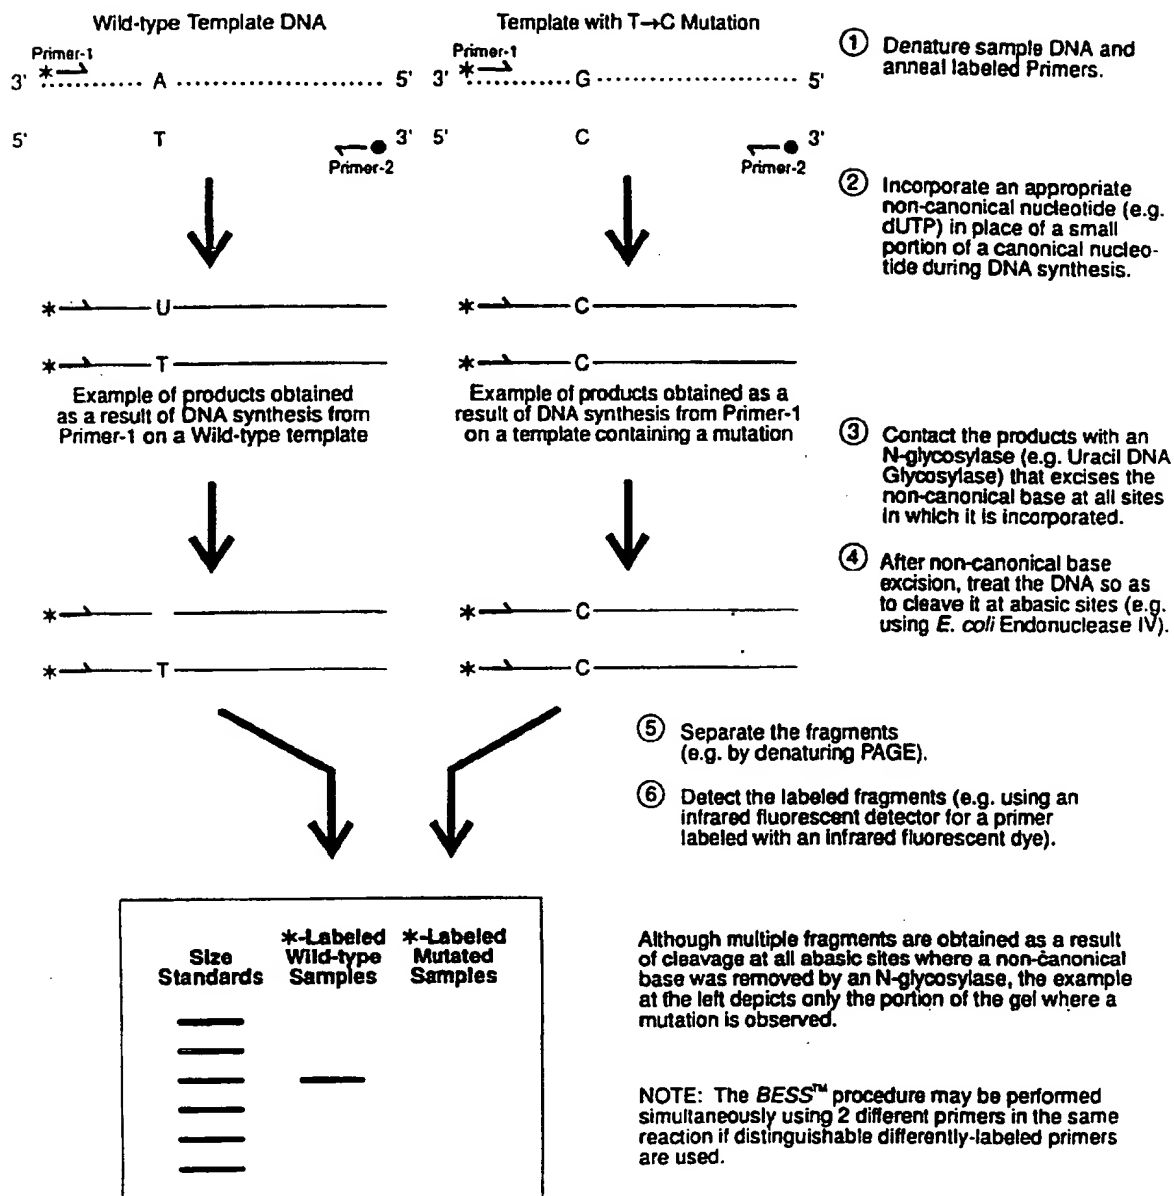 Wild-type Template DNA
Template with T→C Mutation
Primer-1
Primer-1
3' * A 5'
3' * G 5'
5' T 3'
5' C 3'
Primer-2
Primer-2
① Denature sample DNA and
anneal labeled Primers.
② Incorporate an appropriate
non-canonical nucleotide (e.g.
dUTP) in place of a small
portion of a canonical nucleo-
tide during DNA synthesis.
* U
* T
* C
* C
Example of products obtained
as a result of DNA synthesis from
Primer-1 on a Wild-type template
Example of products obtained as a
result of DNA synthesis from Primer-1
on a template containing a mutation
③ Contact the products with an
N-glycosylase (e.g. Uracil DNA
Glycosylase) that excises the
non-canonical base at all sites
in which it is incorporated.
④ After non-canonical base
excision, treat the DNA so as
to cleave it at abasic sites (e.g.
using E. coli Endonuclease IV).
*
* T
* C
* C
⑤ Separate the fragments
(e.g. by denaturing PAGE).
⑥ Detect the labeled fragments (e.g. using an
infrared fluorescent detector for a primer
labeled with an infrared fluorescent dye).
Size
Standards
*-Labeled
Wild-type
Samples
*-Labeled
Mutated
Samples
Although multiple fragments are obtained as a result
of cleavage at all abasic sites where a non-canonical
base was removed by an N-glycosylase, the example
at the left depicts only the portion of the gel where a
mutation is observed.
NOTE: The BESS™ procedure may be performed
simultaneously using 2 different primers in the same
reaction if distinguishable differently-labeled primers
are used.